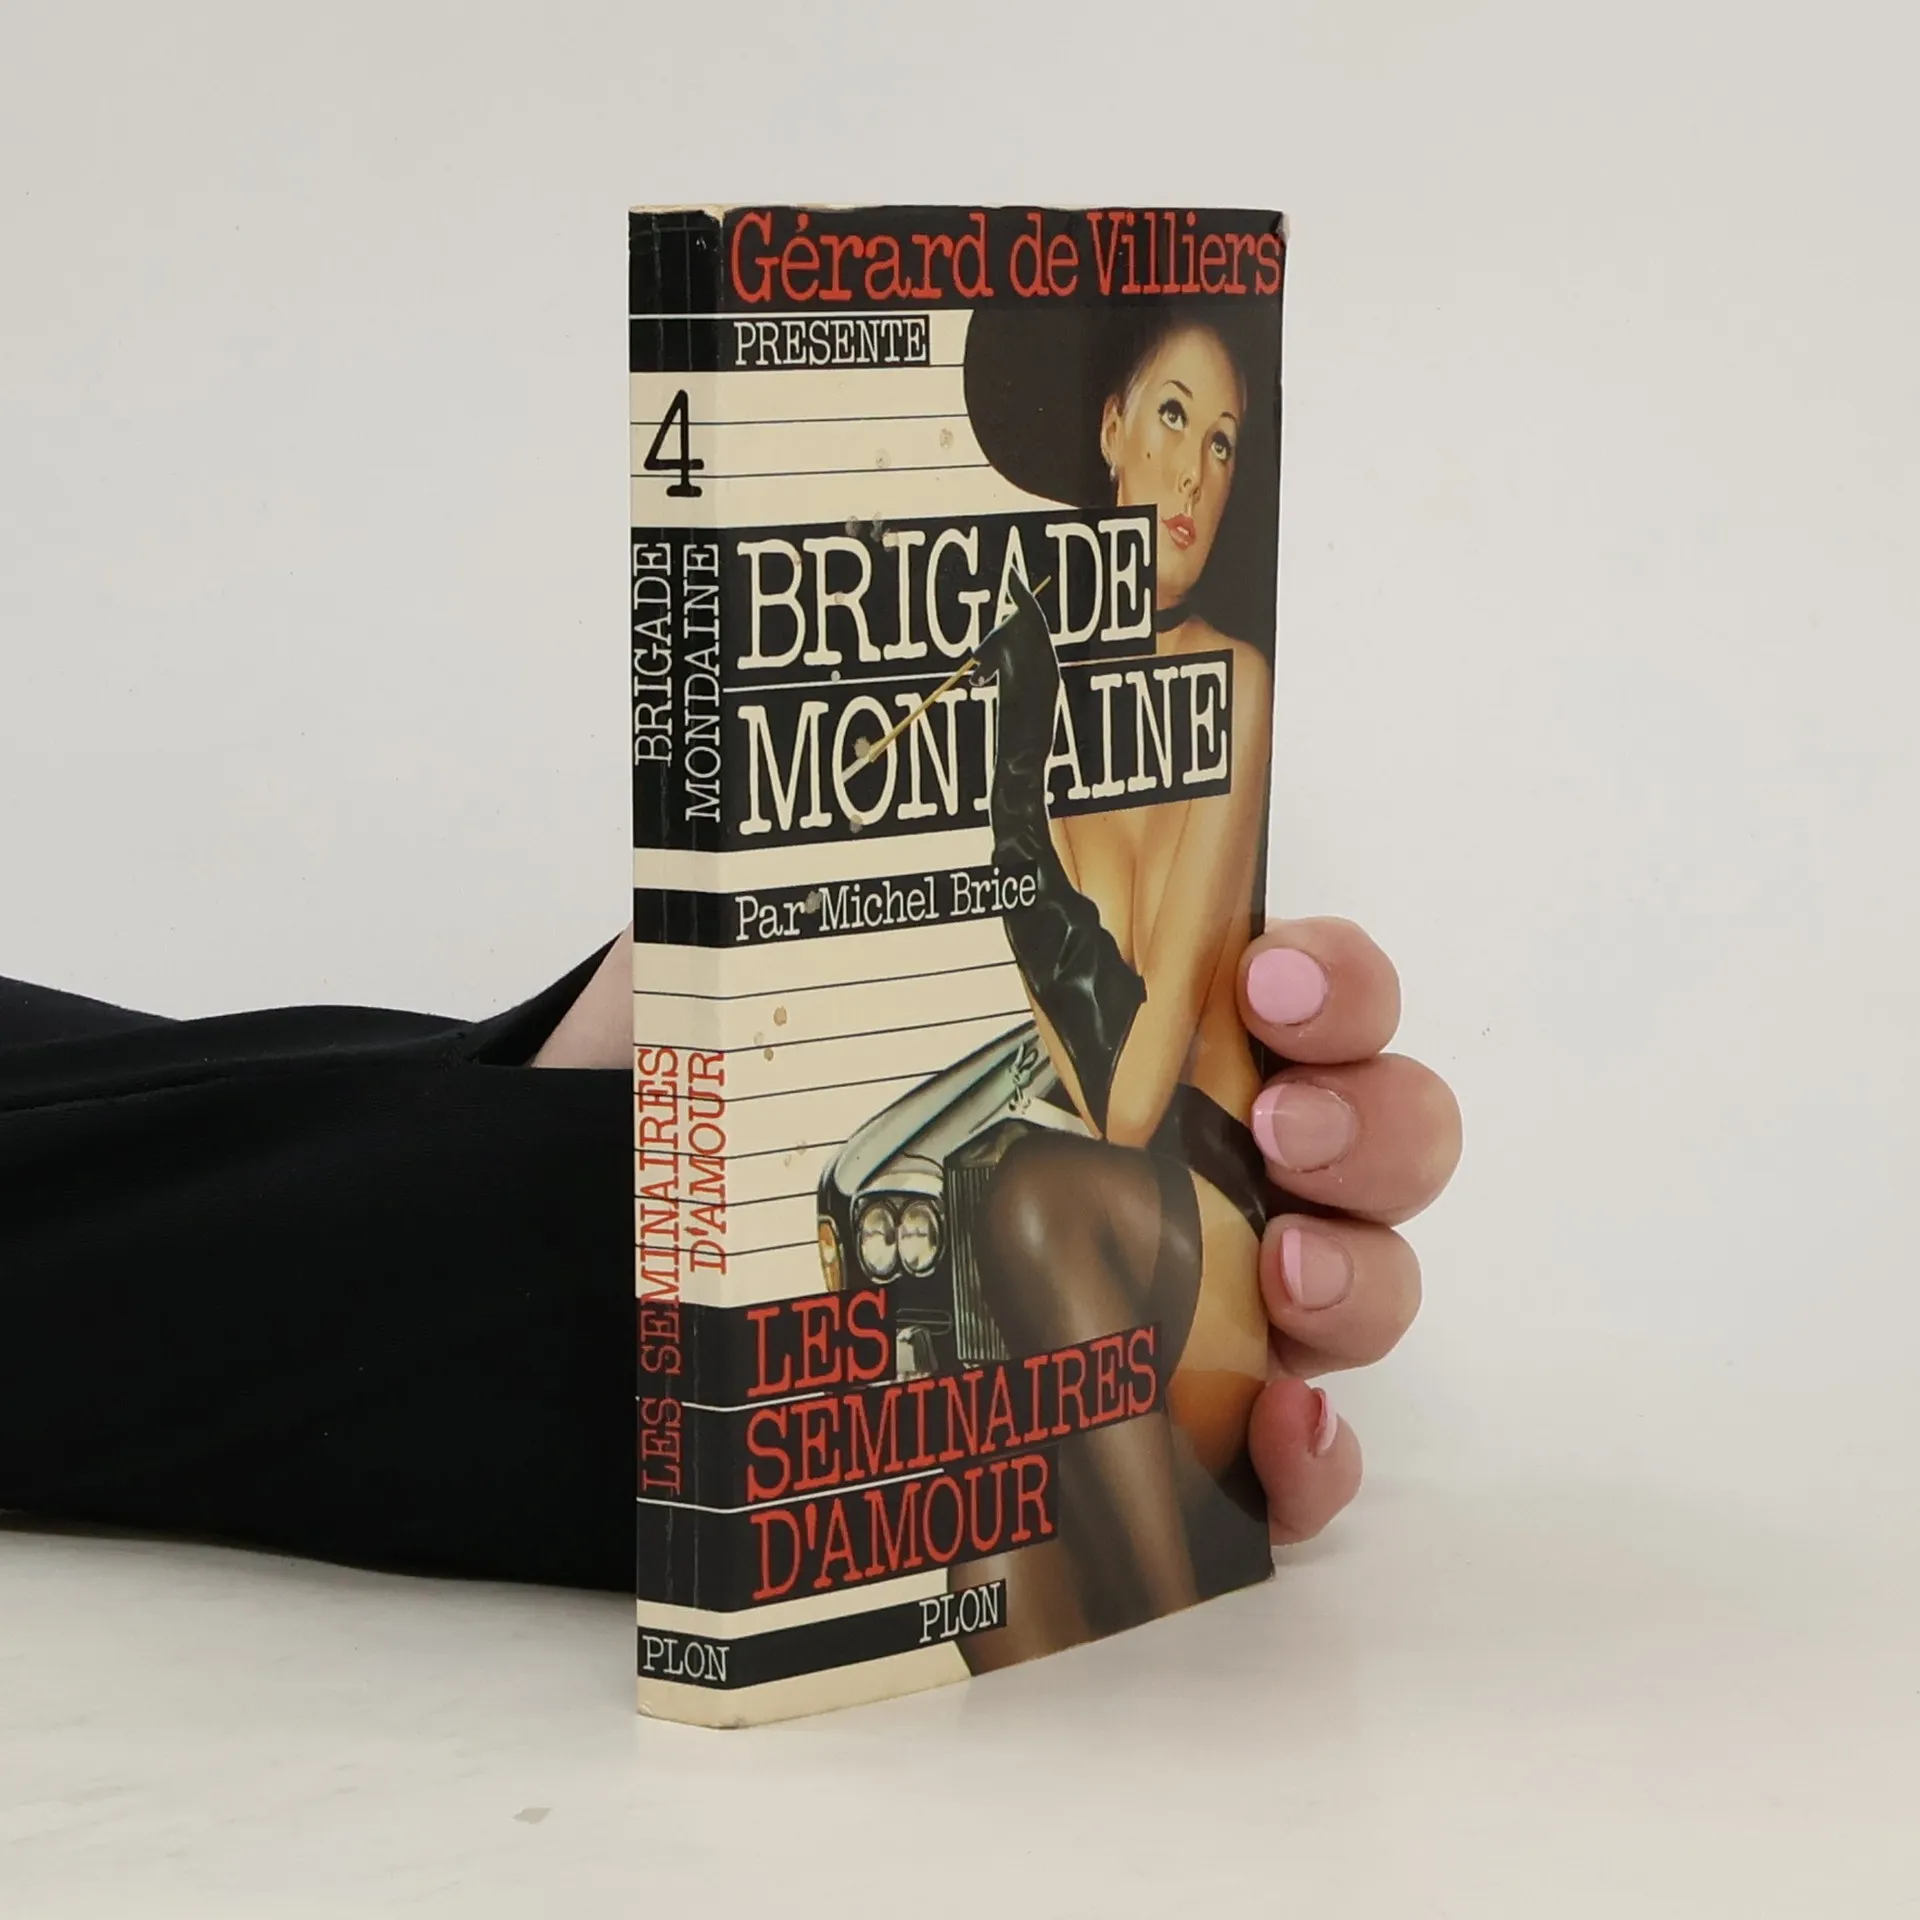 Gérard de Villiers
PRESENTE
4
BRIGADE
MONDAINE
BRIGADE
MONDAINE
Par Michel Brice
LES SEMINAIRES
D'AMOUR
LES
SEMINAIRES
D'AMOUR
PLON
PLON